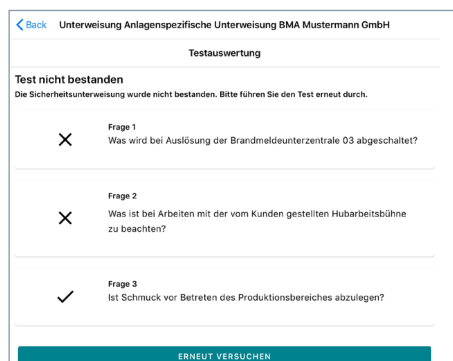 Back Unterweisung Anlagenspezifische Unterweisung BMA Mustermann GmbH
Testauswertung
Test nicht bestanden
Die Sicherheitsunterweisung wurde nicht bestanden. Bitte führen Sie den Test erneut durch.
Frage 1
Was wird bei Auslösung der Brandmeldeunterzentrale 03 abgeschaltet?
Frage 2
Was ist bei Arbeiten mit der vom Kunden gestellten Hubarbeitsbühne
zu beachten?
Frage 3
Ist Schmuck vor Betreten des Produktionsbereiches abzulegen?
ERNEUT VERSUCHEN